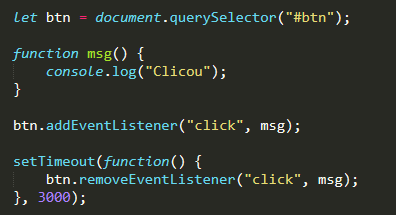 let btn = document.querySelector("#btn");
function msg() {
    console.log("Clicou");
}
btn.addEventListener("click", msg);
setTimeout(function() {
    btn.removeEventListener("click", msg);
}, 3000);